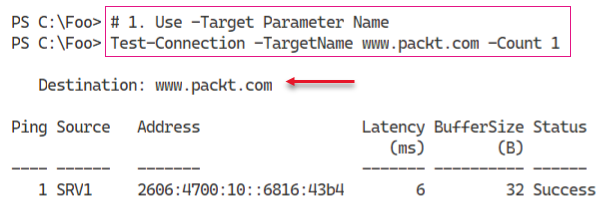 PS C:\Foo> # 1. Use -Target Parameter Name
PS C:\Foo> Test-Connection -TargetName www.packt.com -Count 1
Destination: www.packt.com
Ping Source Address Latency BufferSize Status
(ms) (B)
---- ------ ------- ------- ---------- ------
1 SRV1 2606:4700:10::6816:43b4 6 32 Success